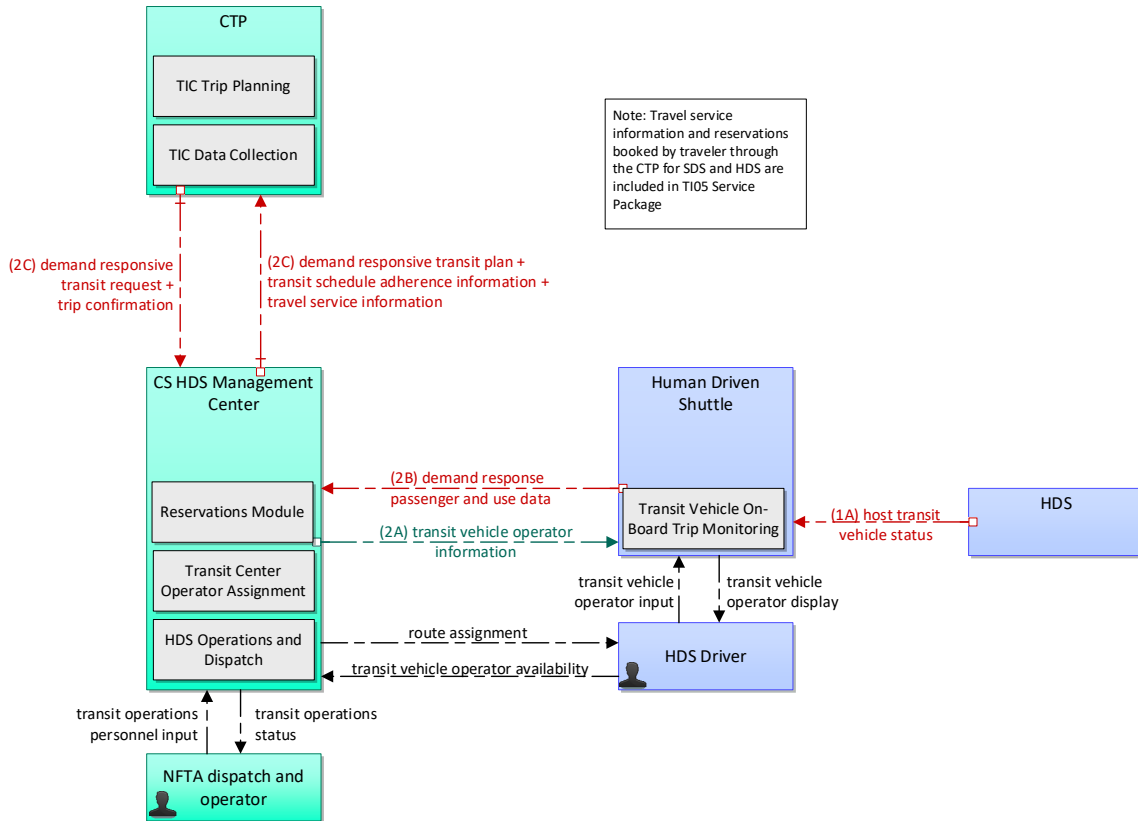 CTP
TIC Trip Planning
TIC Data Collection
Note: Travel service
information and reservations
booked by traveler through
the CTP for SDS and HDS are
included in TI05 Service
Package
(2C) demand responsive
transit request +
trip confirmation
(2C) demand responsive transit plan +
transit schedule adherence information +
travel service information
CS HDS Management
Center
Reservations Module
Transit Center
Operator Assignment
HDS Operations and
Dispatch
Human Driven
Shuttle
Transit Vehicle On-
Board Trip Monitoring
(2B) demand response
passenger and use data
(2A) transit vehicle operator
information
(1A) host transit
vehicle status
HDS
transit vehicle
operator input
transit vehicle
operator display
route assignment
transit vehicle operator availability
HDS Driver
transit operations
personnel input
transit operations
status
NFTA dispatch and
operator